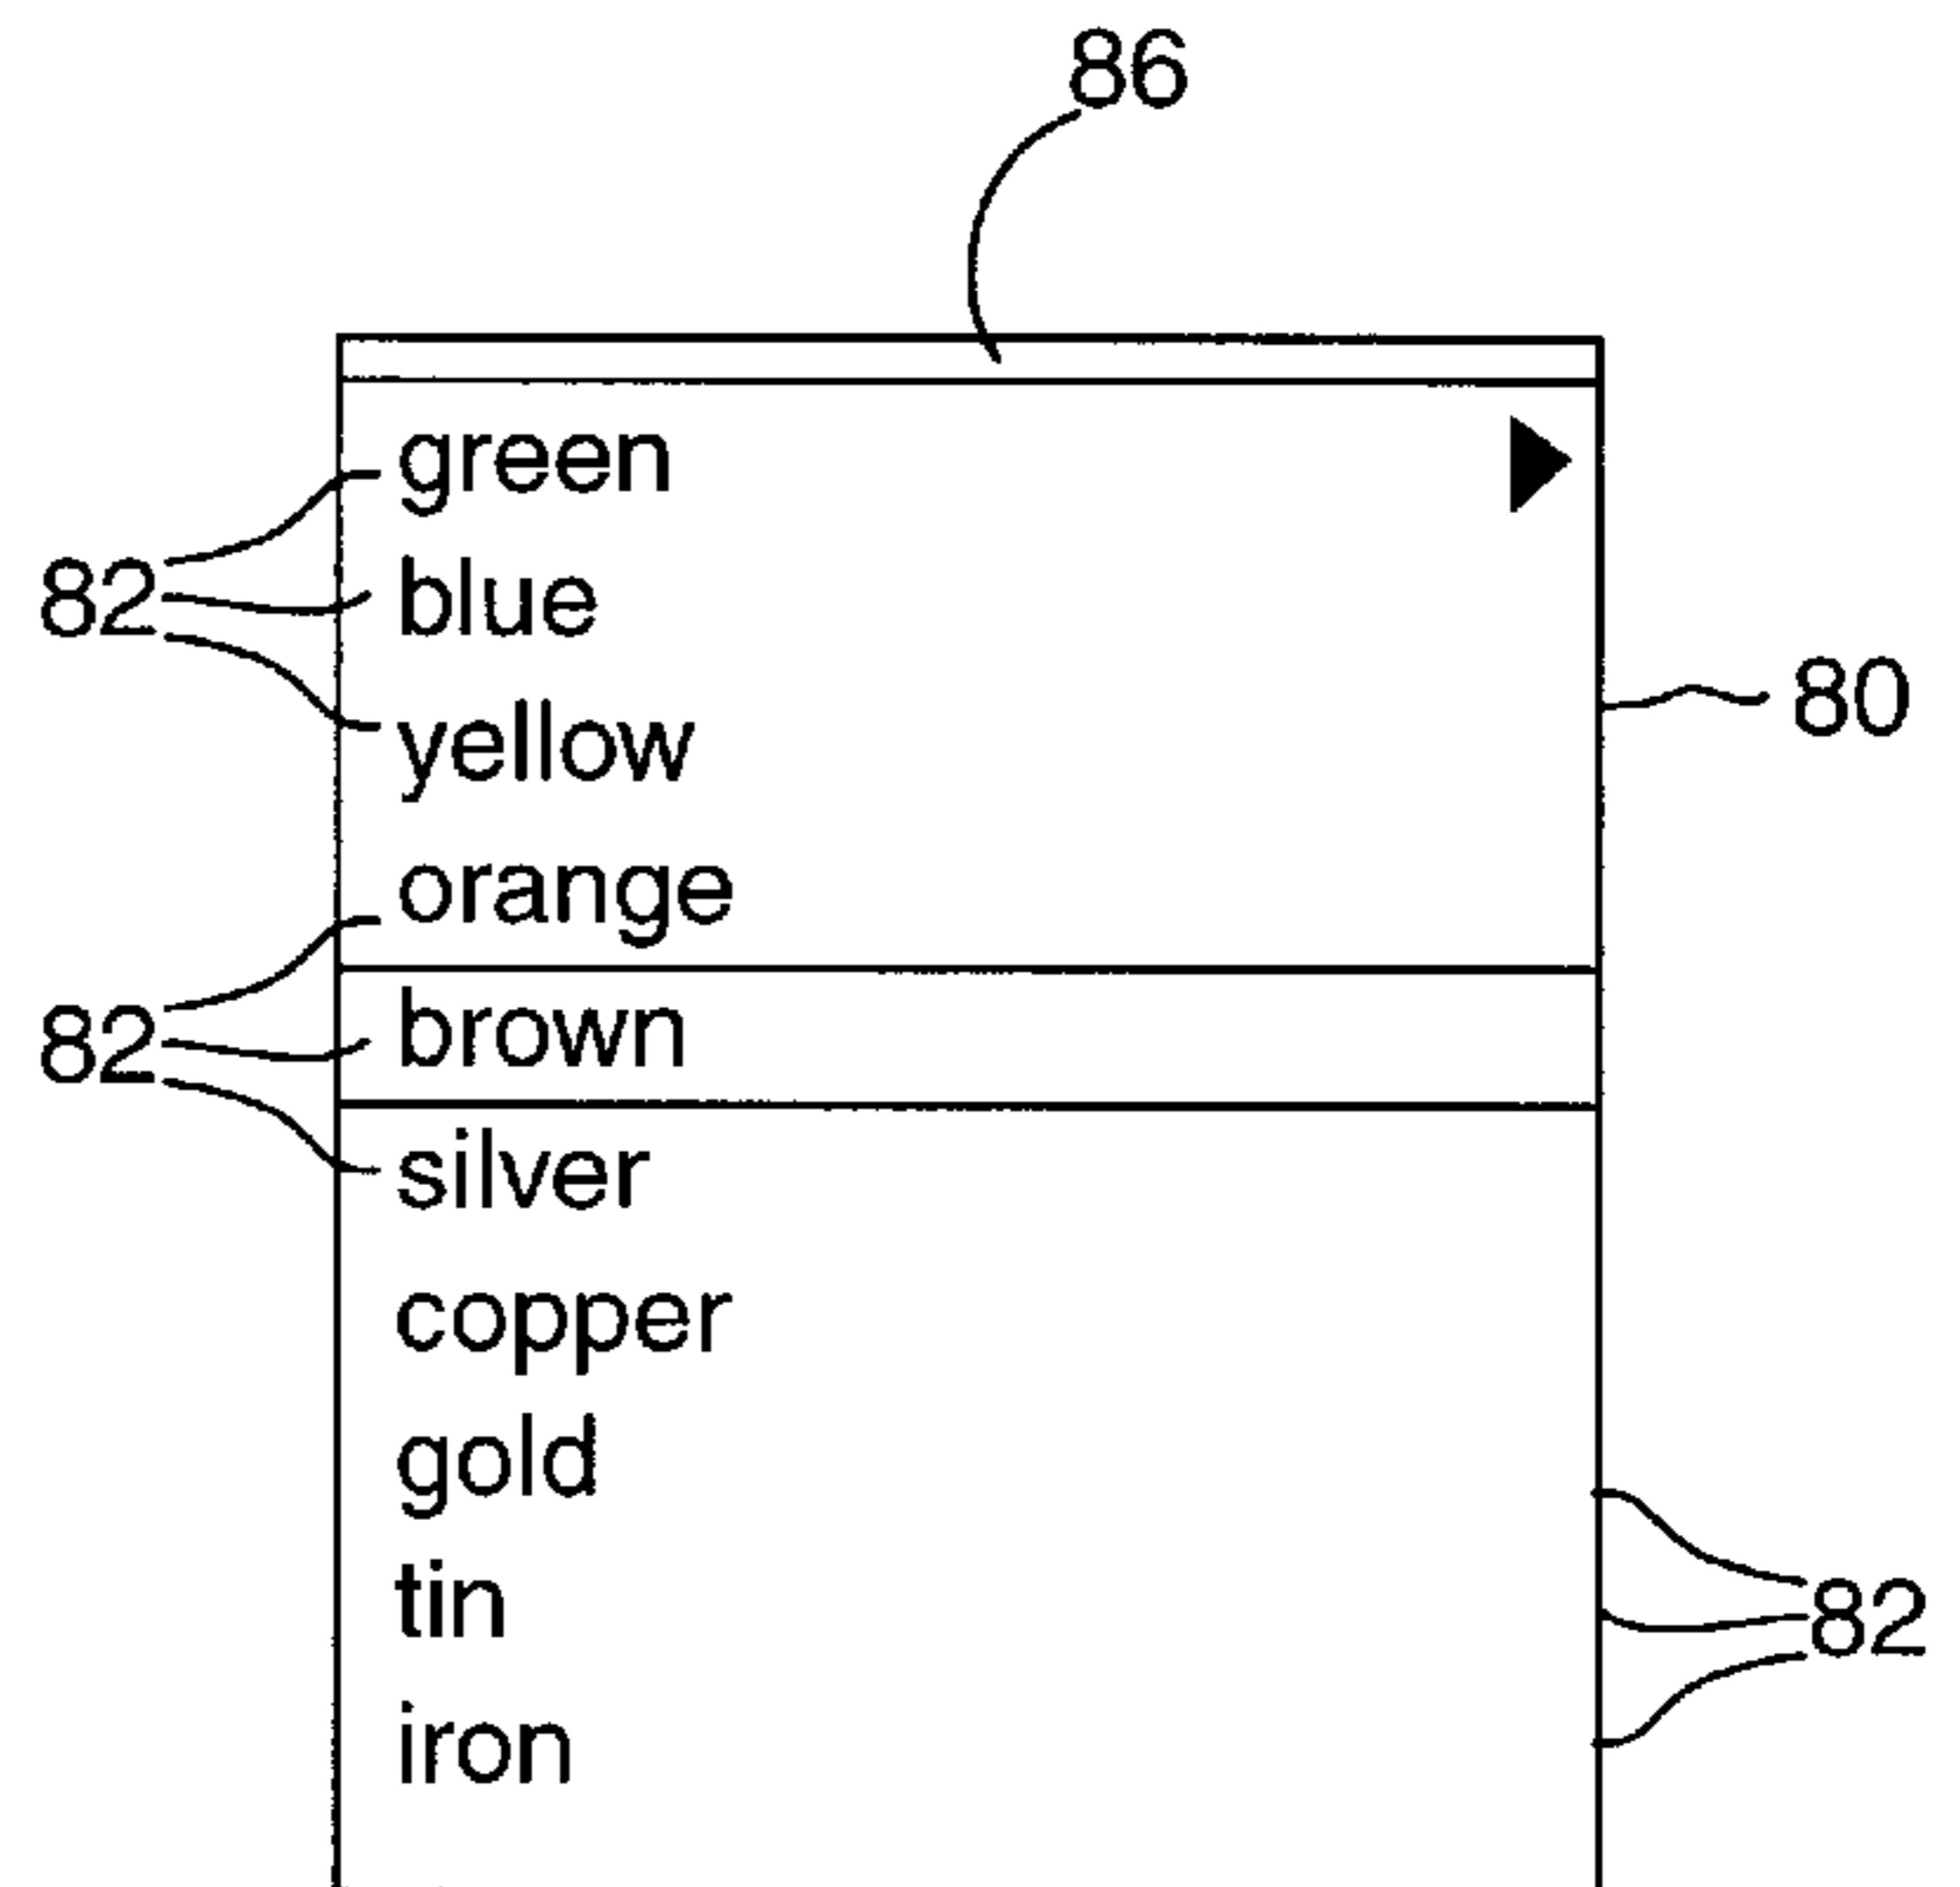 86
green
82
blue
80
yellow
orange
82
brown
silver
copper
gold
82
tin
iron